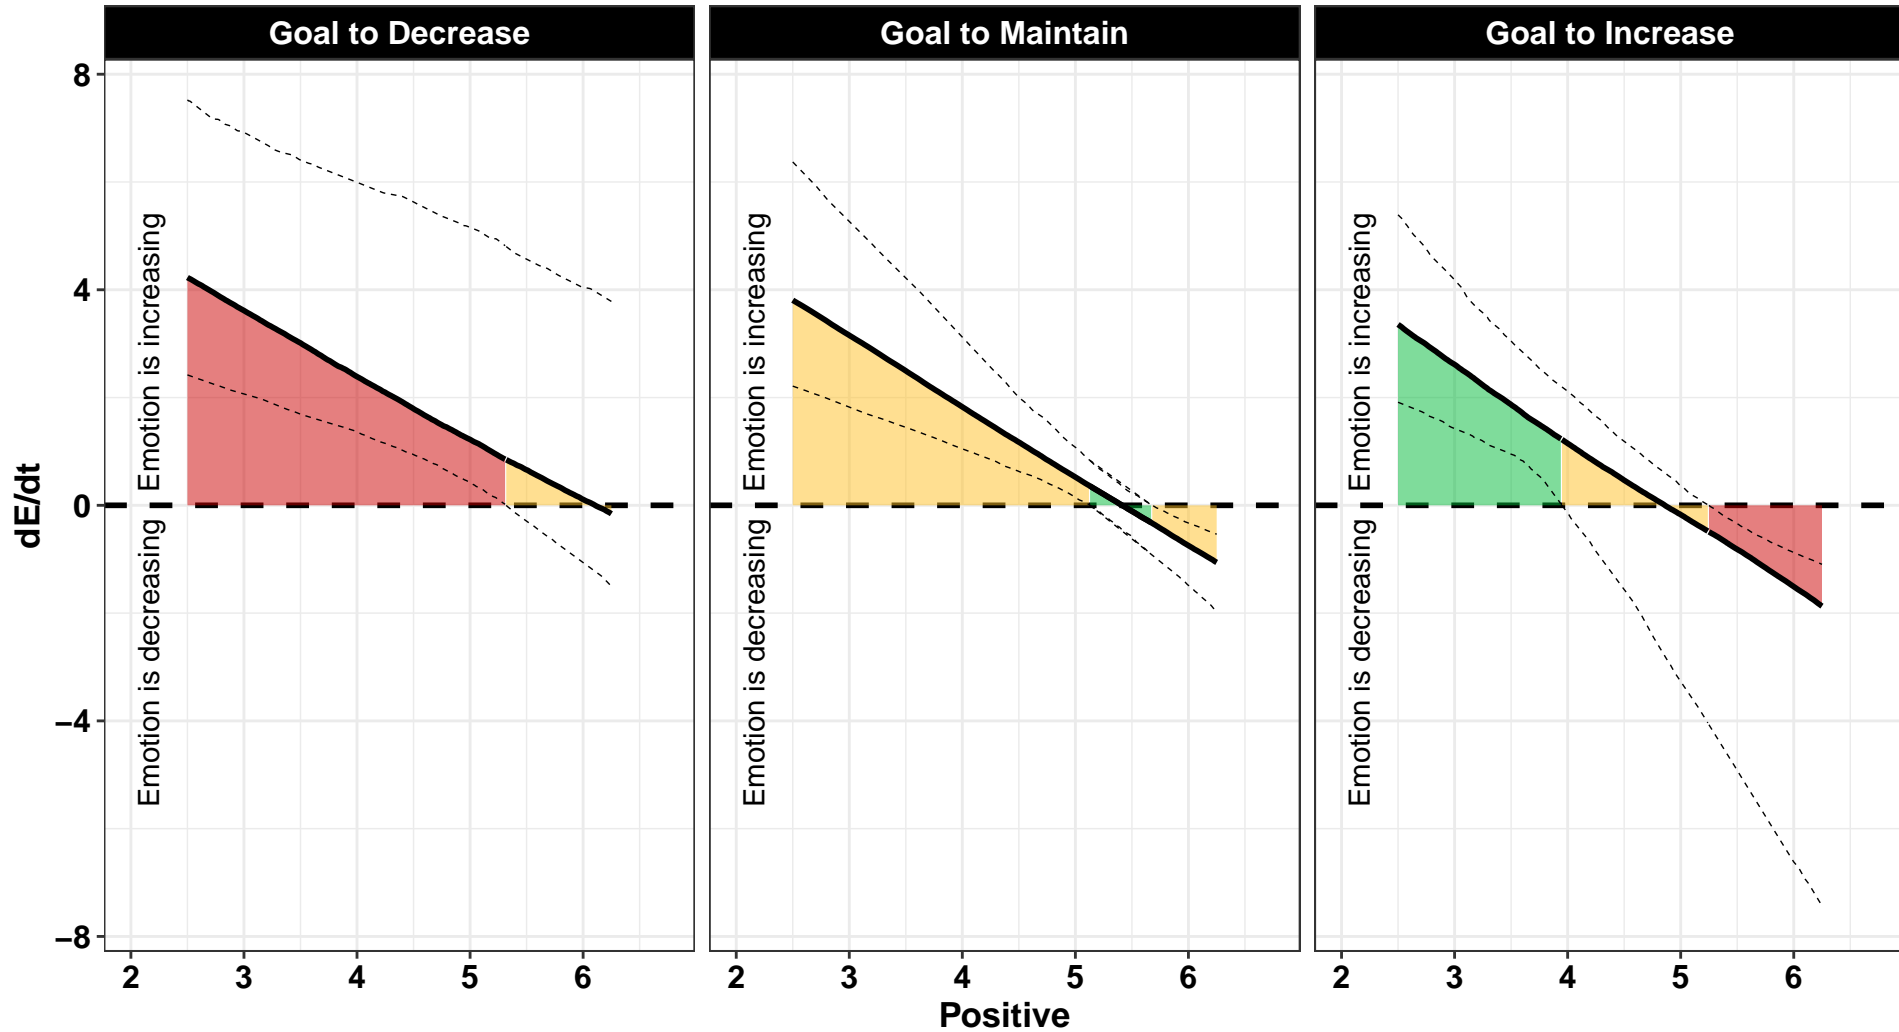 Goal to Decrease
Goal to Maintain
Goal to Increase
8
4
0
−4
−8
dE/dt
Emotion is increasing
Emotion is decreasing
Emotion is increasing
Emotion is decreasing
Emotion is increasing
Emotion is decreasing
2 3 4 5 6
2 3 4 5 6
2 3 4 5 6
Positive